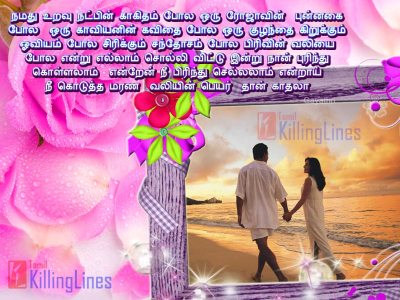 நமது உறவு நட்பின் காகிதம் போல ஒரு ரோஜாவின் புன்னகை
போல ஒரு காவியனின் கவிதை போல ஒரு குழந்தை கிறுக்கும்
ஓவியம் போல சிரிக்கும் சந்தோசம் போல பிரிவின் வலியை
போல என்று எல்லாம் சொல்லி விட்டு இன்று நான் புரிந்து
கொள்ளலாம் என்றேன் நீ பிரிந்து செல்லலாம் என்றாய்
நீ கொடுத்த மரண வலியின் பெயர் தான் காதலா
Tamil
KillingLines
Tamil
KillingLines